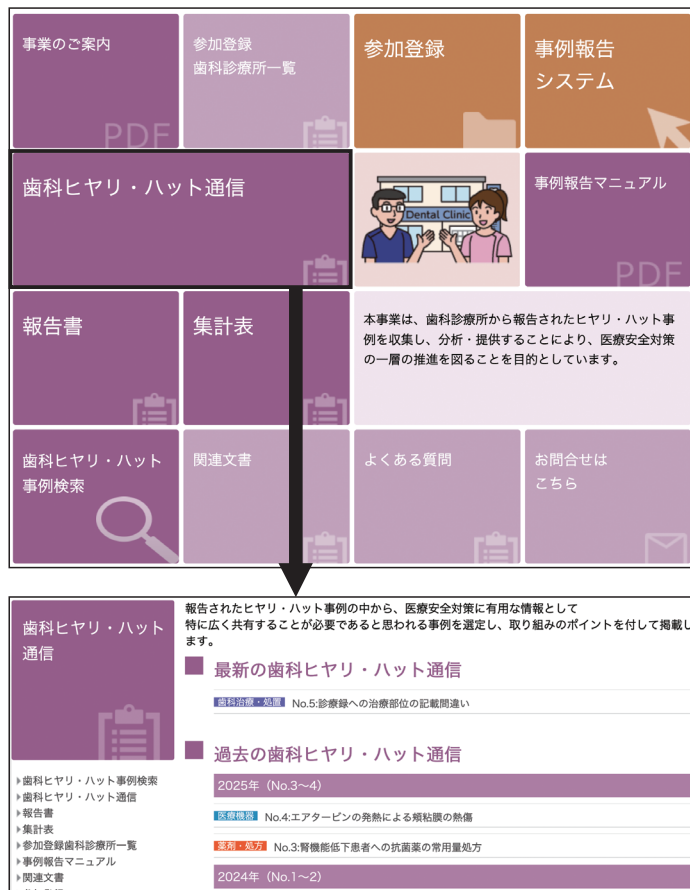 事業のご案内
PDF
参加登録
歯科診療所一覧
参加登録
事例報告
システム
歯科ヒヤリ・ハット通信
Dental Clinic
事例報告マニュアル
PDF
報告書
集計表
本事業は、歯科診療所から報告されたヒヤリ・ハット事
例を収集し、分析・提供することにより、医療安全対策
の一層の推進を図ることを目的としています。
歯科ヒヤリ・ハット
事例検索
関連文書
よくある質問
お問合せは
こちら
歯科ヒヤリ・ハット
通信
報告されたヒヤリ・ハット事例の中から、医療安全対策に有用な情報として
特に広く共有することが必要であると思われる事例を選定し、取り組みのポイントを付して掲載し
ます。
最新の歯科ヒヤリ・ハット通信
歯科治療・処置 No.5:診療録への治療部位の記載間違い
過去の歯科ヒヤリ・ハット通信
2025年（No.3～4）
医療機器 No.4:エアタービンの発熱による頬粘膜の熱傷
薬剤・処方 No.3:腎機能低下患者への抗菌薬の常用量処方
2024年（No.1～2）
歯科ヒヤリ・ハット事例検索
歯科ヒヤリ・ハット通信
報告書
集計表
参加登録歯科診療所一覧
事例報告マニュアル
関連文書